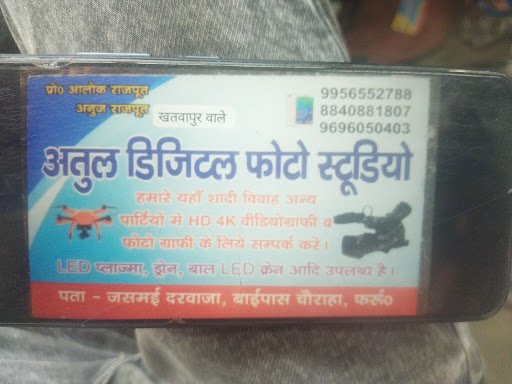 प्रो० आलोक राजपूत
अनुज राजपूत
खतवापुर वाले
9956552788
8840881807
9696050403
अतुल डिजिटल फोटो स्टूडियो
हमारे यहाँ शादी विवाह अन्य
पार्टियो में HD 4K वीडियोग्राफी व
फोटो ग्राफी के लिये सम्पर्क करें।
LED प्लाज्मा, ड्रोन, बाल LED क्रेन आदि उपलब्ध है।
पता - जसमई दरवाजा, बाईपास चौराहा, फर्रु०